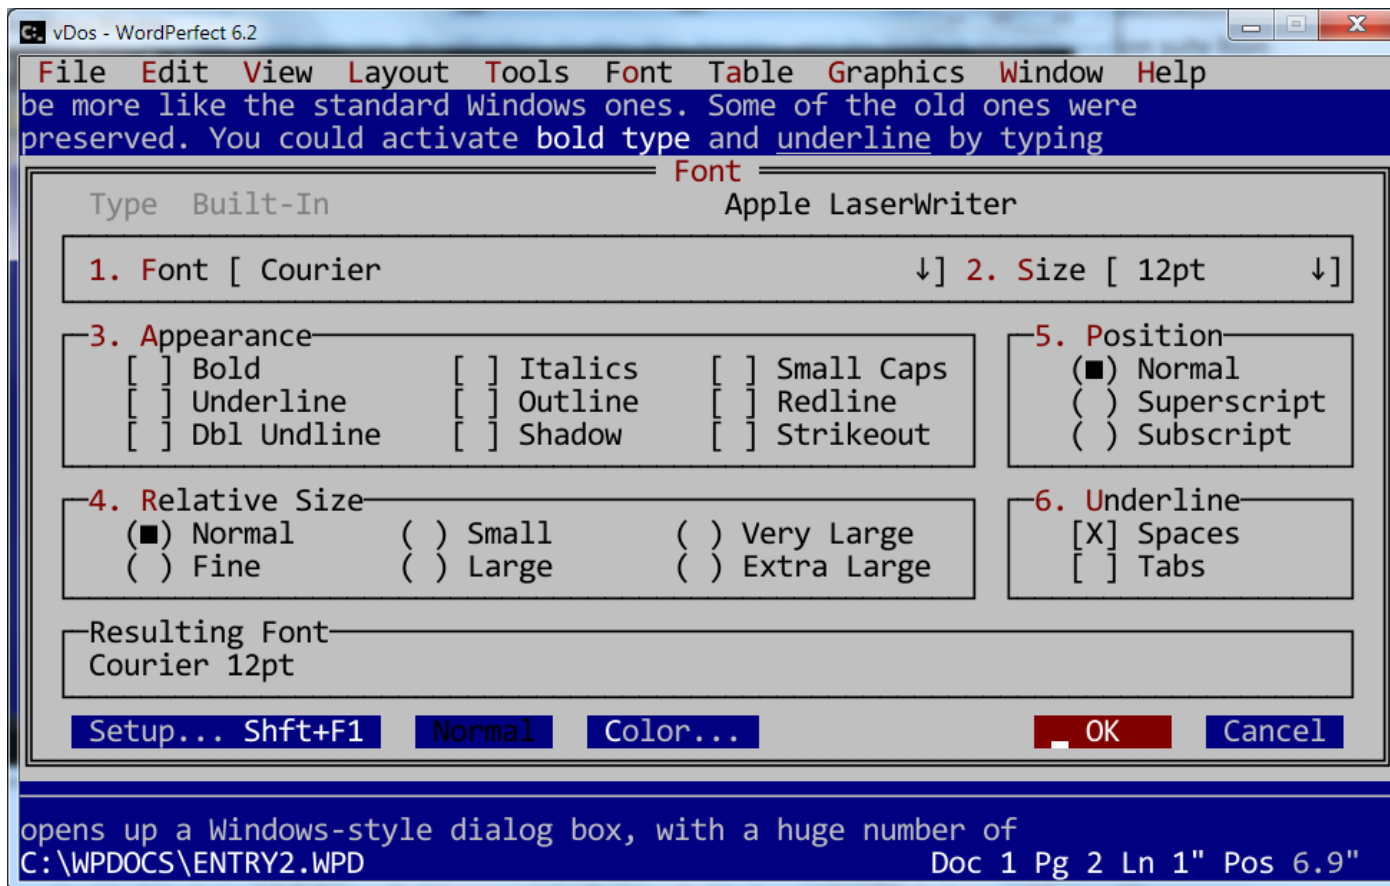 vDos - WordPerfect 6.2
File Edit View Layout Tools Font Table Graphics Window Help
be more like the standard Windows ones. Some of the old ones were
preserved. You could activate bold type and underline by typing
Font
Type Built-In Apple LaserWriter
1. Font [ Courier ↓] 2. Size [ 12pt ↓]
3. Appearance 5. Position
[ ] Bold [ ] Italics [ ] Small Caps (■) Normal
[ ] Underline [ ] Outline [ ] Redline ( ) Superscript
[ ] Dbl Undline [ ] Shadow [ ] Strikeout ( ) Subscript
4. Relative Size 6. Underline
(■) Normal ( ) Small ( ) Very Large [X] Spaces
( ) Fine ( ) Large ( ) Extra Large [ ] Tabs
Resulting Font
Courier 12pt
Setup... Shft+F1 Normal Color... OK Cancel
opens up a Windows-style dialog box, with a huge number of
C:\WPDOCS\ENTRY2.WPD Doc 1 Pg 2 Ln 1" Pos 6.9"